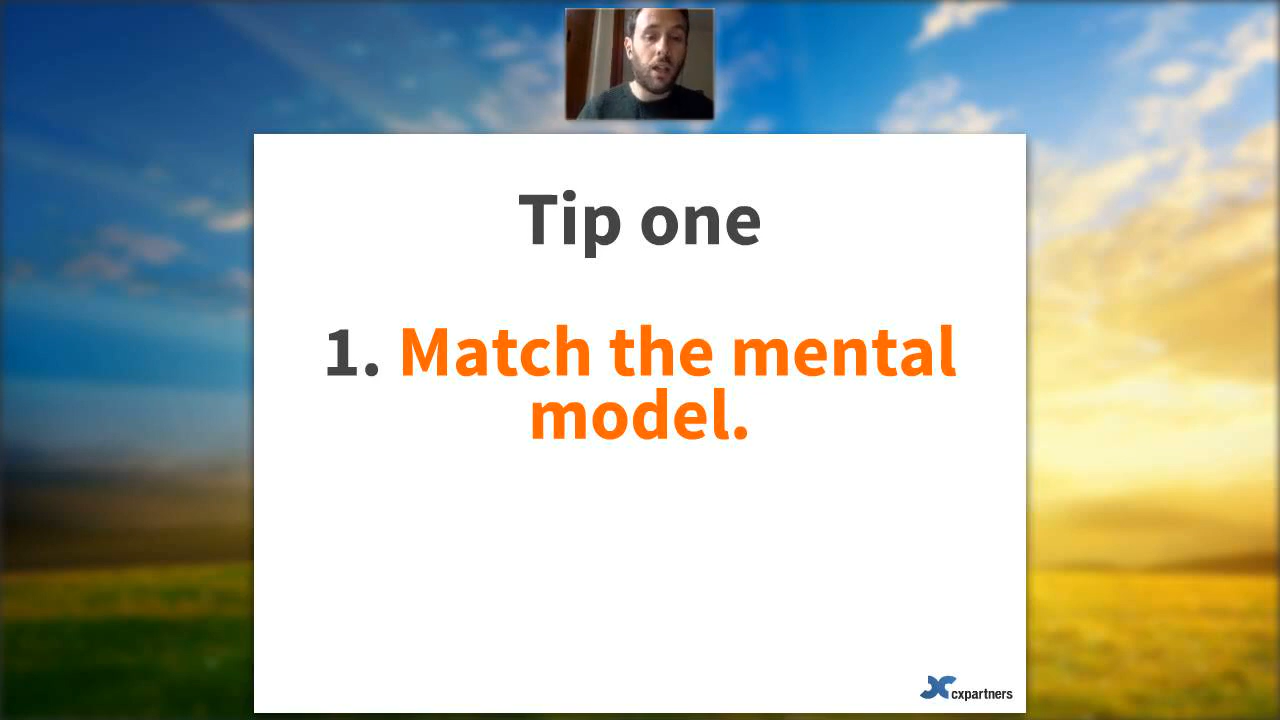 Tip one
1. Match the mental
model.
cxpartners